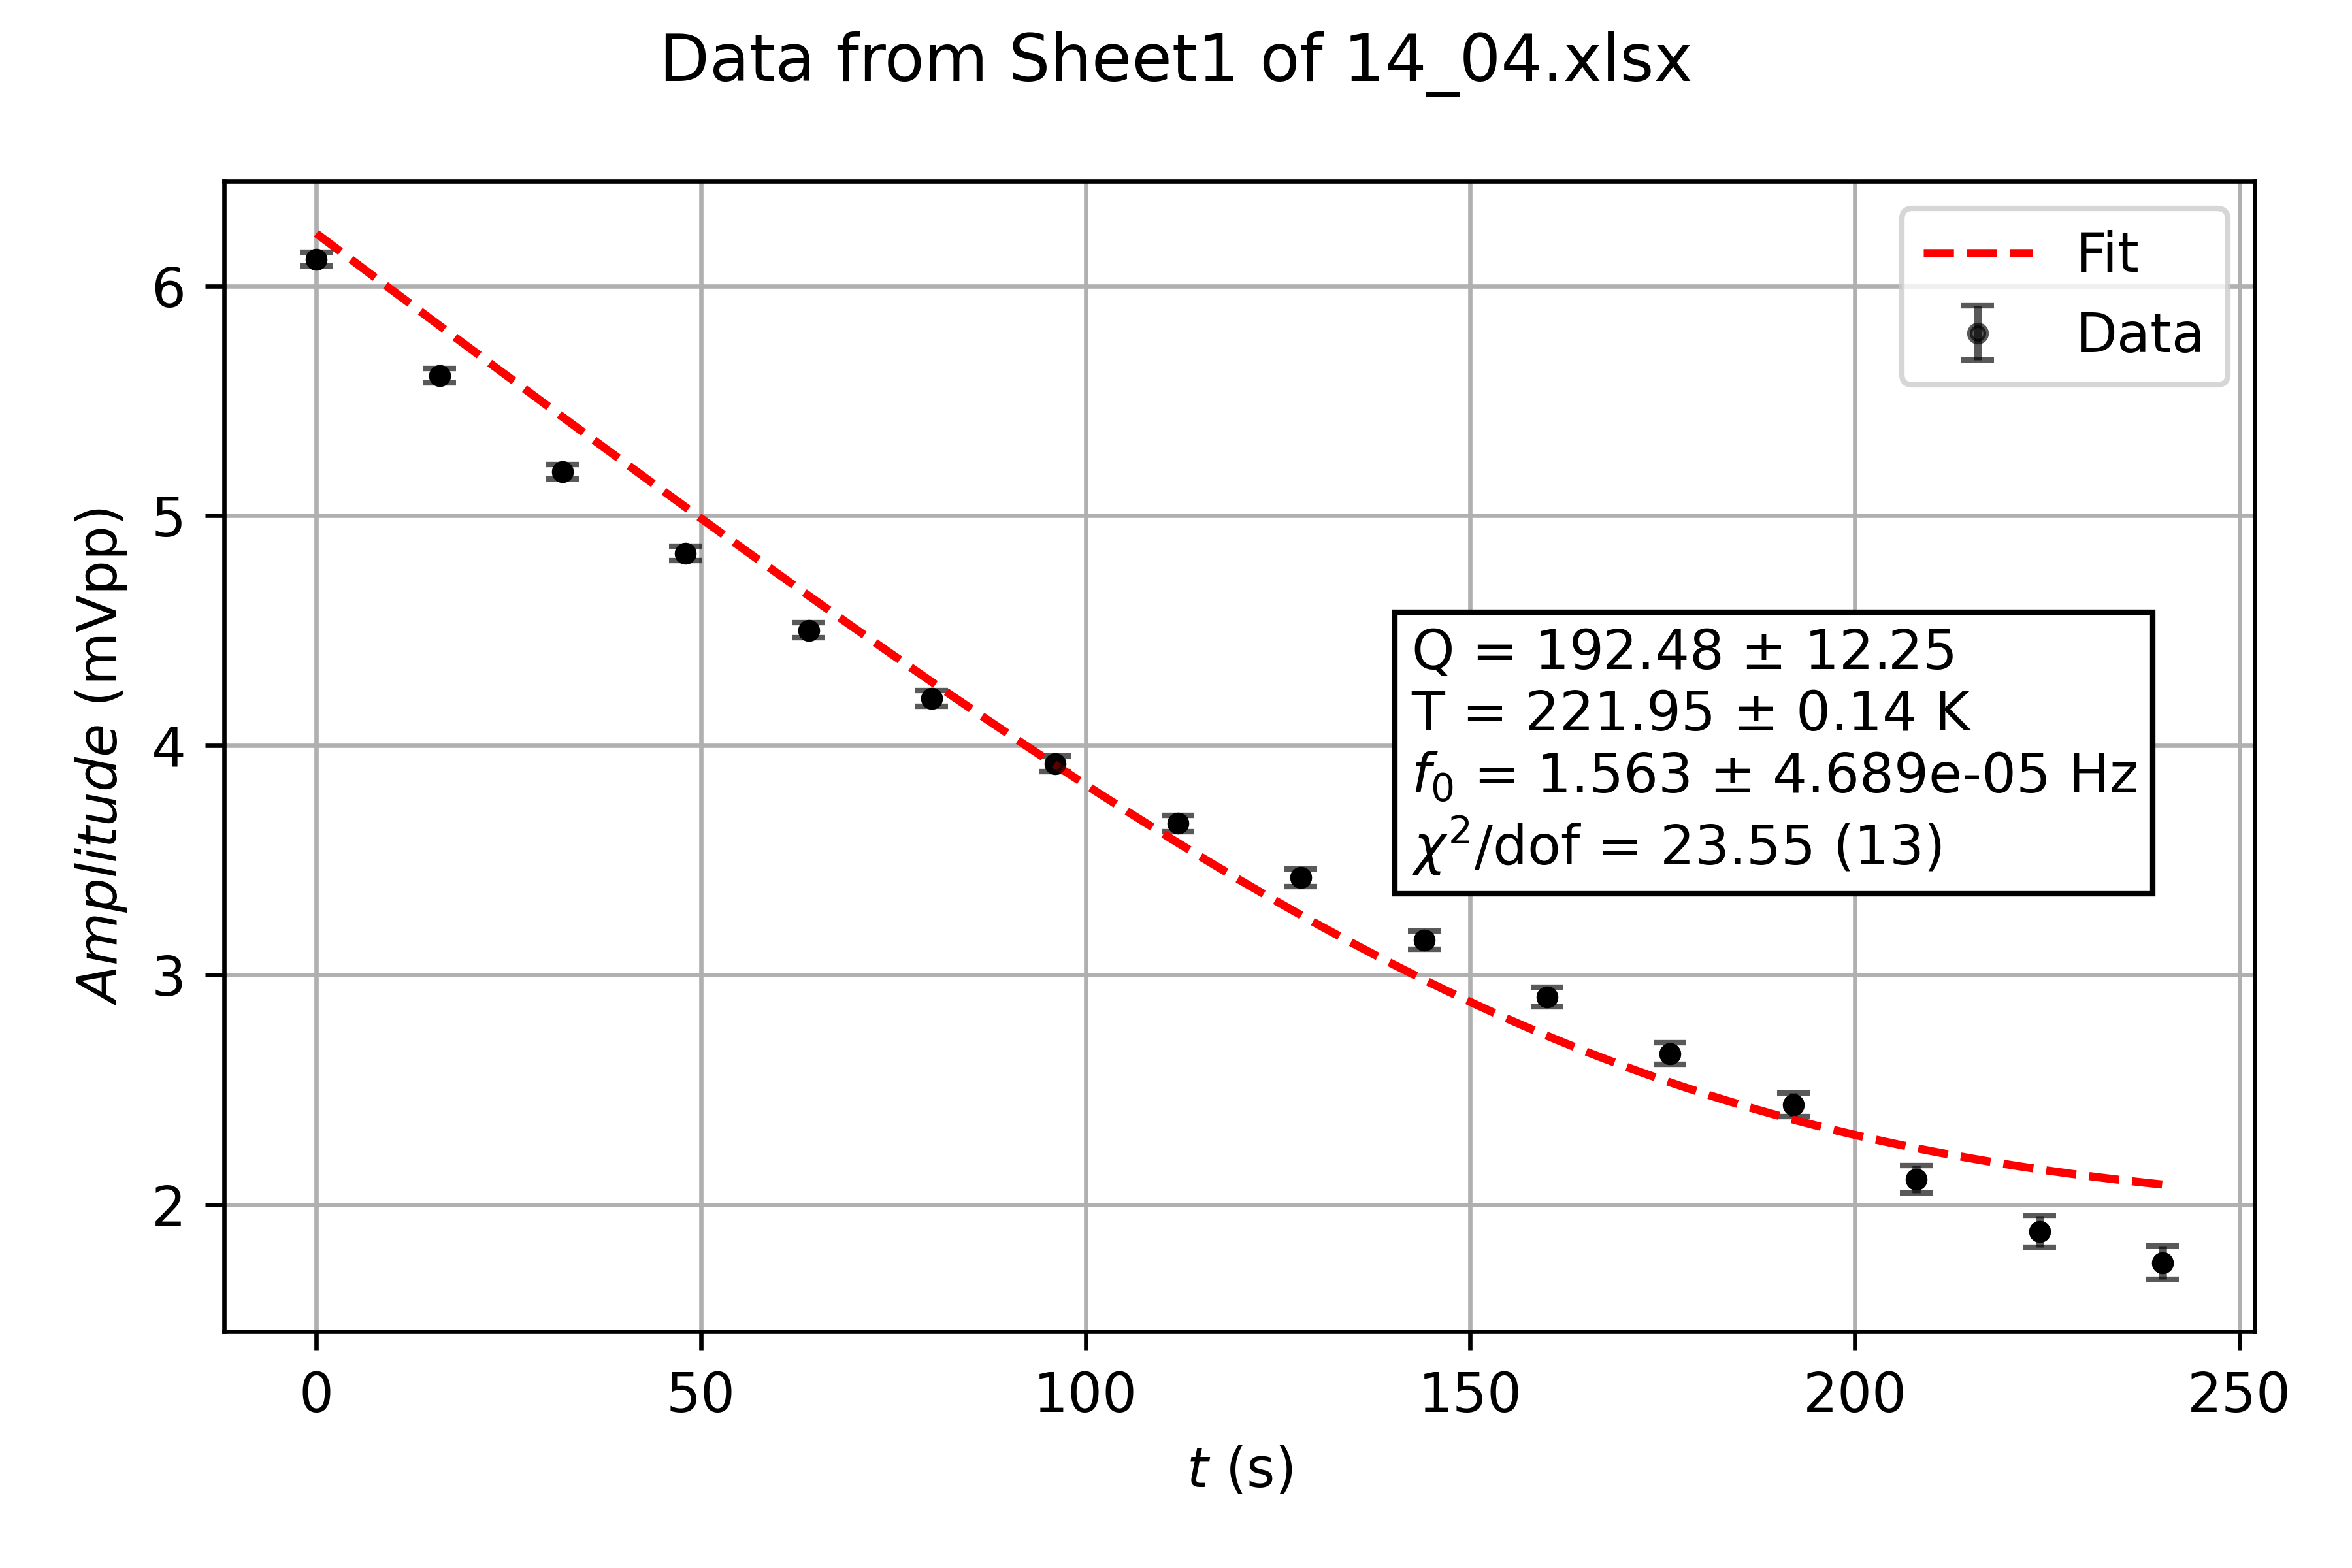 Data from Sheet1 of 14_04.xlsx
Fit
Data
6
5
4
3
2
Amplitude (mVpp)
Q = 192.48 ± 12.25
T = 221.95 ± 0.14 K
f₀ = 1.563 ± 4.689e-05 Hz
χ²/dof = 23.55 (13)
0 50 100 150 200 250
t (s)